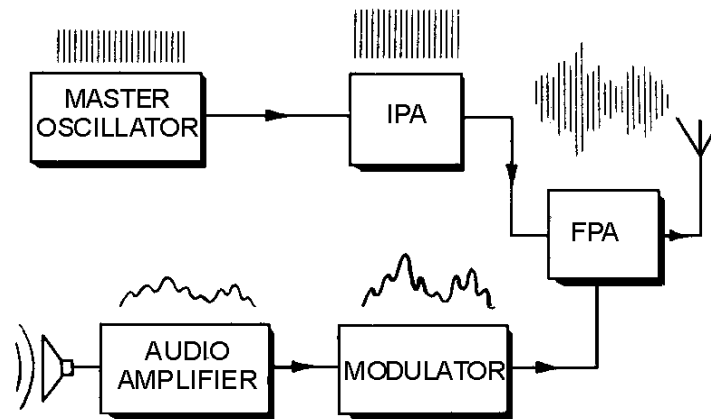 MASTER
OSCILLATOR
IPA
FPA
AUDIO
AMPLIFIER
MODULATOR